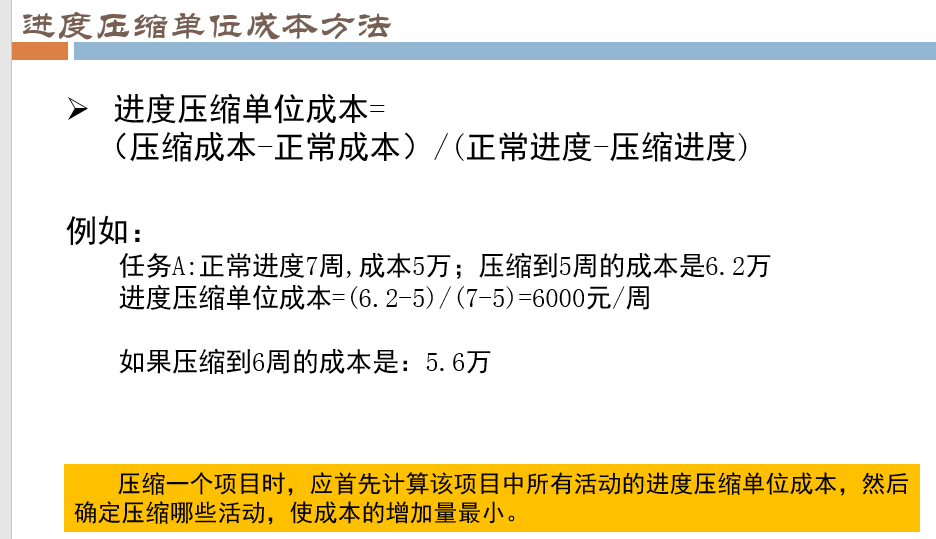 进度压缩单位成本方法
进度压缩单位成本=
（压缩成本-正常成本）/(正常进度-压缩进度)
例如：
任务A:正常进度7周,成本5万；压缩到5周的成本是6.2万
进度压缩单位成本=(6.2-5)/(7-5)=6000元/周
如果压缩到6周的成本是：5.6万
压缩一个项目时，应首先计算该项目中所有活动的进度压缩单位成本，然后
确定压缩哪些活动，使成本的增加量最小。